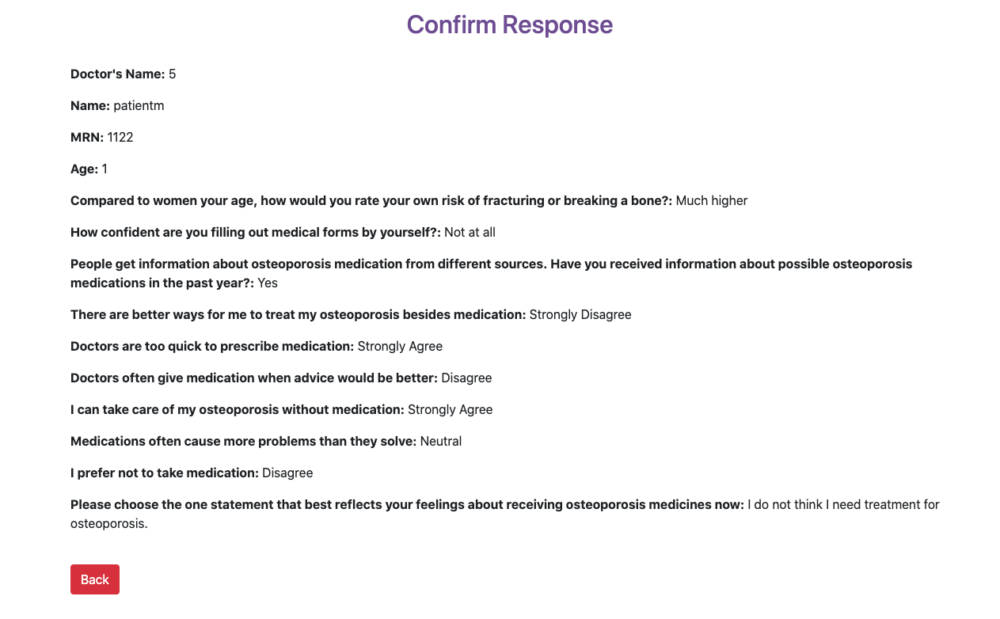 Confirm Response
Doctor's Name: 5
Name: patientm
MRN: 1122
Age: 1
Compared to women your age, how would you rate your own risk of fracturing or breaking a bone?: Much higher
How confident are you filling out medical forms by yourself?: Not at all
People get information about osteoporosis medication from different sources. Have you received information about possible osteoporosis
medications in the past year?: Yes
There are better ways for me to treat my osteoporosis besides medication: Strongly Disagree
Doctors are too quick to prescribe medication: Strongly Agree
Doctors often give medication when advice would be better: Disagree
I can take care of my osteoporosis without medication: Strongly Agree
Medications often cause more problems than they solve: Neutral
I prefer not to take medication: Disagree
Please choose the one statement that best reflects your feelings about receiving osteoporosis medicines now: I do not think I need treatment for
osteoporosis.
Back